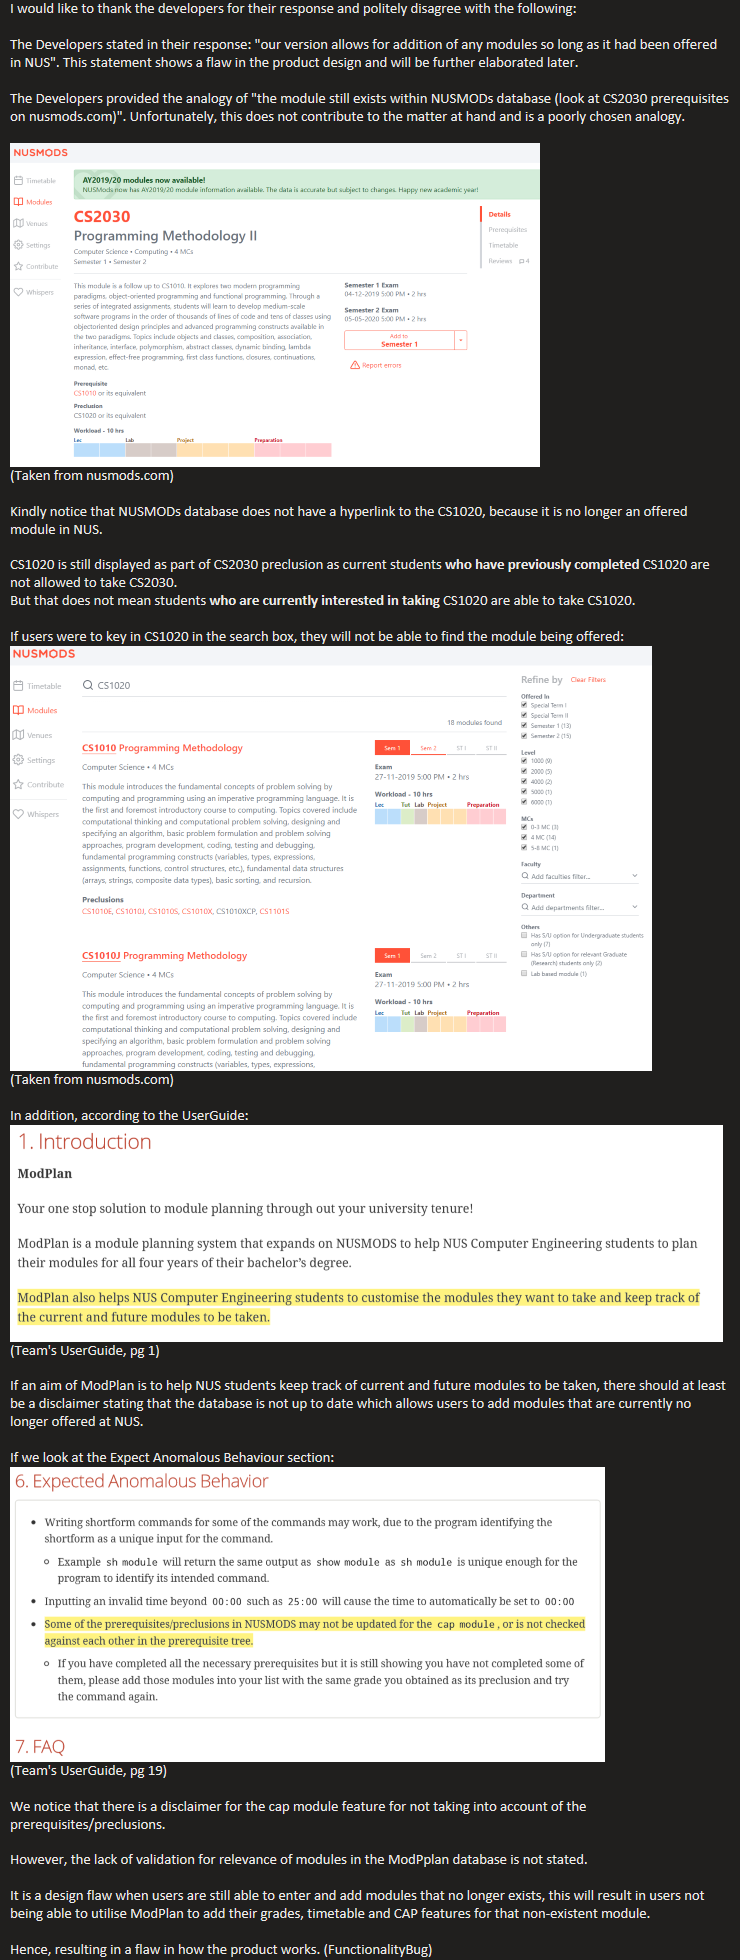 I would like to thank the developers for their response and politely disagree with the following:
The Developers stated in their response: "our version allows for addition of any modules so long as it had been offered
in NUS". This statement shows a flaw in the product design and will be further elaborated later.
The Developers provided the analogy of "the module still exists within NUSMODs database (look at CS2030 prerequisites
on nusmods.com)". Unfortunately, this does not contribute to the matter at hand and is a poorly chosen analogy.
NUSMODS
Timetable
Modules
Venues
Settings
Contribute
Whispers
AY2019/20 modules now available!
NUSMods now has AY2019/20 module information available. The data is accurate but subject to changes. Happy new academic year!
CS2030
Programming Methodology II
Computer Science • Computing • 4 MCs
Semester 1 • Semester 2
This module is a follow up to CS1010. It explores two modern programming
paradigms, object-oriented programming and functional programming. Through a
series of integrated assignments, students will learn to develop medium-scale
software programs in the order of thousands of lines of code and tens of classes using
objectoriented design principles and advanced programming constructs available in
the two paradigms. Topics include objects and classes, composition, association,
inheritance, interface, polymorphism, abstract classes, dynamic binding, lambda
expression, effect-free programming, first class functions, closures, continuations,
monad, etc.
Prerequisite
CS1010 or its equivalent
Preclusion
CS1020 or its equivalent
Workload - 10 hrs
Lec Lab Project Preparation
Semester 1 Exam
04-12-2019 5:00 PM • 2 hrs
Semester 2 Exam
05-05-2020 5:00 PM • 2 hrs
Add to
Semester 1
Report errors
Details
Prerequisites
Timetable
Reviews 4
(Taken from nusmods.com)
Kindly notice that NUSMODs database does not have a hyperlink to the CS1020, because it is no longer an offered
module in NUS.
CS1020 is still displayed as part of CS2030 preclusion as current students who have previously completed CS1020 are
not allowed to take CS2030.
But that does not mean students who are currently interested in taking CS1020 are able to take CS1020.
If users were to key in CS1020 in the search box, they will not be able to find the module being offered:
NUSMODS
Timetable
Modules
Venues
Settings
Contribute
Whispers
CS1020
18 modules found
CS1010 Programming Methodology
Computer Science • 4 MCs
This module introduces the fundamental concepts of problem solving by
computing and programming using an imperative programming language. It is
the first and foremost introductory course to computing. Topics covered include
computational thinking and computational problem solving, designing and
specifying an algorithm, basic problem formulation and problem solving
approaches, program development, coding, testing and debugging,
fundamental programming constructs (variables, types, expressions,
assignments, functions, control structures, etc.), fundamental data structures
(arrays, strings, composite data types), basic sorting, and recursion.
Preclusions
CS1010E, CS1010J, CS1010S, CS1010X, CS1010XCP, CS1101S
Sem 1 Sem 2 ST I ST II
Exam
27-11-2019 5:00 PM • 2 hrs
Workload - 10 hrs
Lec Tut Lab Project Preparation
CS1010J Programming Methodology
Computer Science • 4 MCs
This module introduces the fundamental concepts of problem solving by
computing and programming using an imperative programming language. It is
the first and foremost introductory course to computing. Topics covered include
computational thinking and computational problem solving, designing and
specifying an algorithm, basic problem formulation and problem solving
approaches, program development, coding, testing and debugging,
fundamental programming constructs (variables, types, expressions,
Sem 1 Sem 2 ST I ST II
Exam
27-11-2019 5:00 PM • 2 hrs
Workload - 10 hrs
Lec Tut Lab Project Preparation
Refine by Clear Filters
Offered In
Special Term I
Special Term II
Semester 1 (13)
Semester 2 (15)
Level
1000 (9)
2000 (5)
4000 (2)
5000 (1)
6000 (1)
MCs
0-3 MC (3)
4 MC (14)
5-8 MC (1)
Faculty
Add faculties filter...
Department
Add departments filter...
Others
Has S/U option for Undergraduate students
only (7)
Has S/U option for relevant Graduate
(Research) students only (2)
Lab based module (1)
(Taken from nusmods.com)
In addition, according to the UserGuide:
1. Introduction
ModPlan
Your one stop solution to module planning through out your university tenure!
ModPlan is a module planning system that expands on NUSMODS to help NUS Computer Engineering students to plan
their modules for all four years of their bachelor's degree.
ModPlan also helps NUS Computer Engineering students to customise the modules they want to take and keep track of
the current and future modules to be taken.
(Team's UserGuide, pg 1)
If an aim of ModPlan is to help NUS students keep track of current and future modules to be taken, there should at least
be a disclaimer stating that the database is not up to date which allows users to add modules that are currently no
longer offered at NUS.
If we look at the Expect Anomalous Behaviour section:
6. Expected Anomalous Behavior
• Writing shortform commands for some of the commands may work, due to the program identifying the
shortform as a unique input for the command.
Example sh module will return the same output as show module as sh module is unique enough for the
program to identify its intended command.
• Inputting an invalid time beyond 00:00 such as 25:00 will cause the time to automatically be set to 00:00
• Some of the prerequisites/preclusions in NUSMODS may not be updated for the cap module , or is not checked
against each other in the prerequisite tree.
If you have completed all the necessary prerequisites but it is still showing you have not completed some of
them, please add those modules into your list with the same grade you obtained as its preclusion and try
the command again.
7. FAQ
(Team's UserGuide, pg 19)
We notice that there is a disclaimer for the cap module feature for not taking into account of the
prerequisites/preclusions.
However, the lack of validation for relevance of modules in the ModPplan database is not stated.
It is a design flaw when users are still able to enter and add modules that no longer exists, this will result in users not
being able to utilise ModPlan to add their grades, timetable and CAP features for that non-existent module.
Hence, resulting in a flaw in how the product works. (FunctionalityBug)